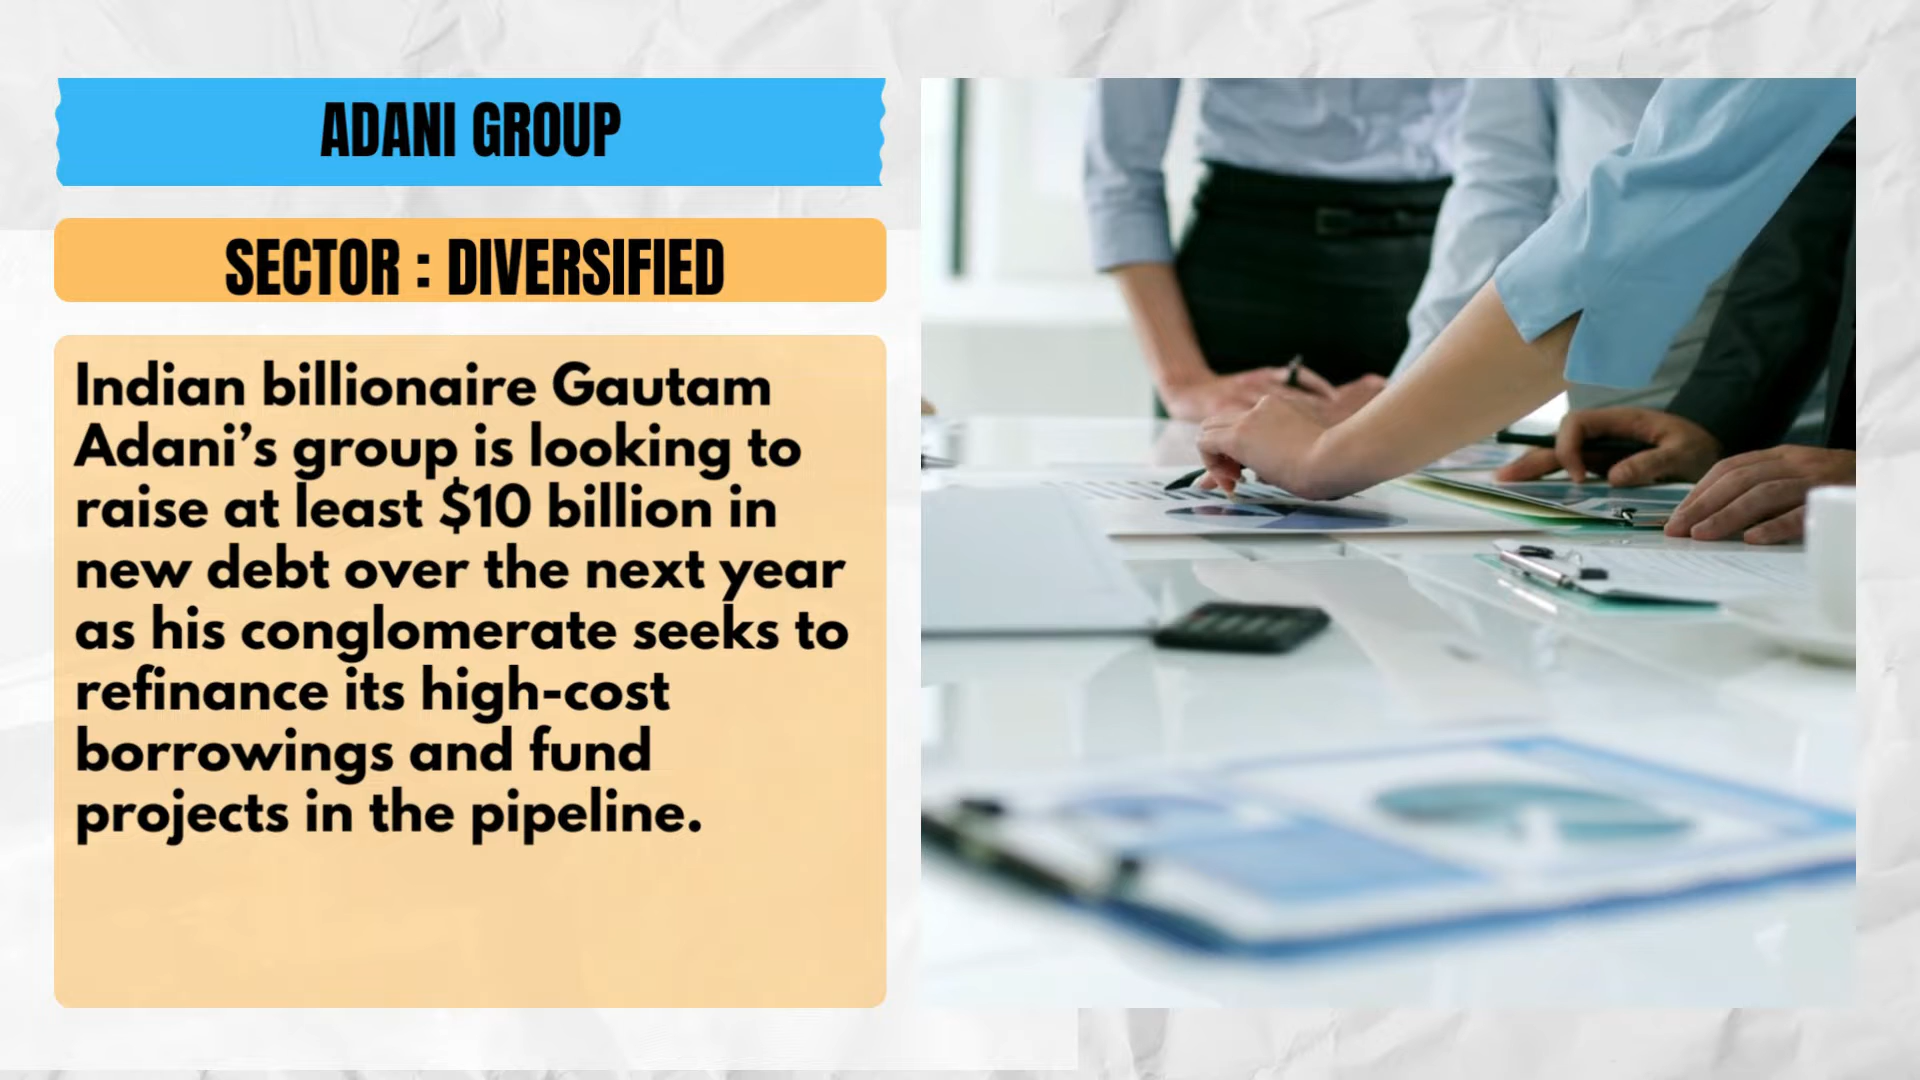 ADANI GROUP
SECTOR : DIVERSIFIED
Indian billionaire Gautam
Adani’s group is looking to
raise at least $10 billion in
new debt over the next year
as his conglomerate seeks to
refinance its high-cost
borrowings and fund
projects in the pipeline.